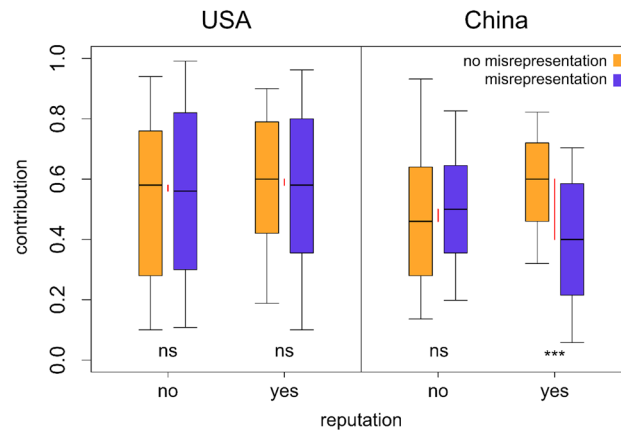 USA China
no misrepresentation
misrepresentation
1.0
0.8
0.6
0.4
0.2
0.0
contribution
ns ns ns ***
no yes no yes
reputation